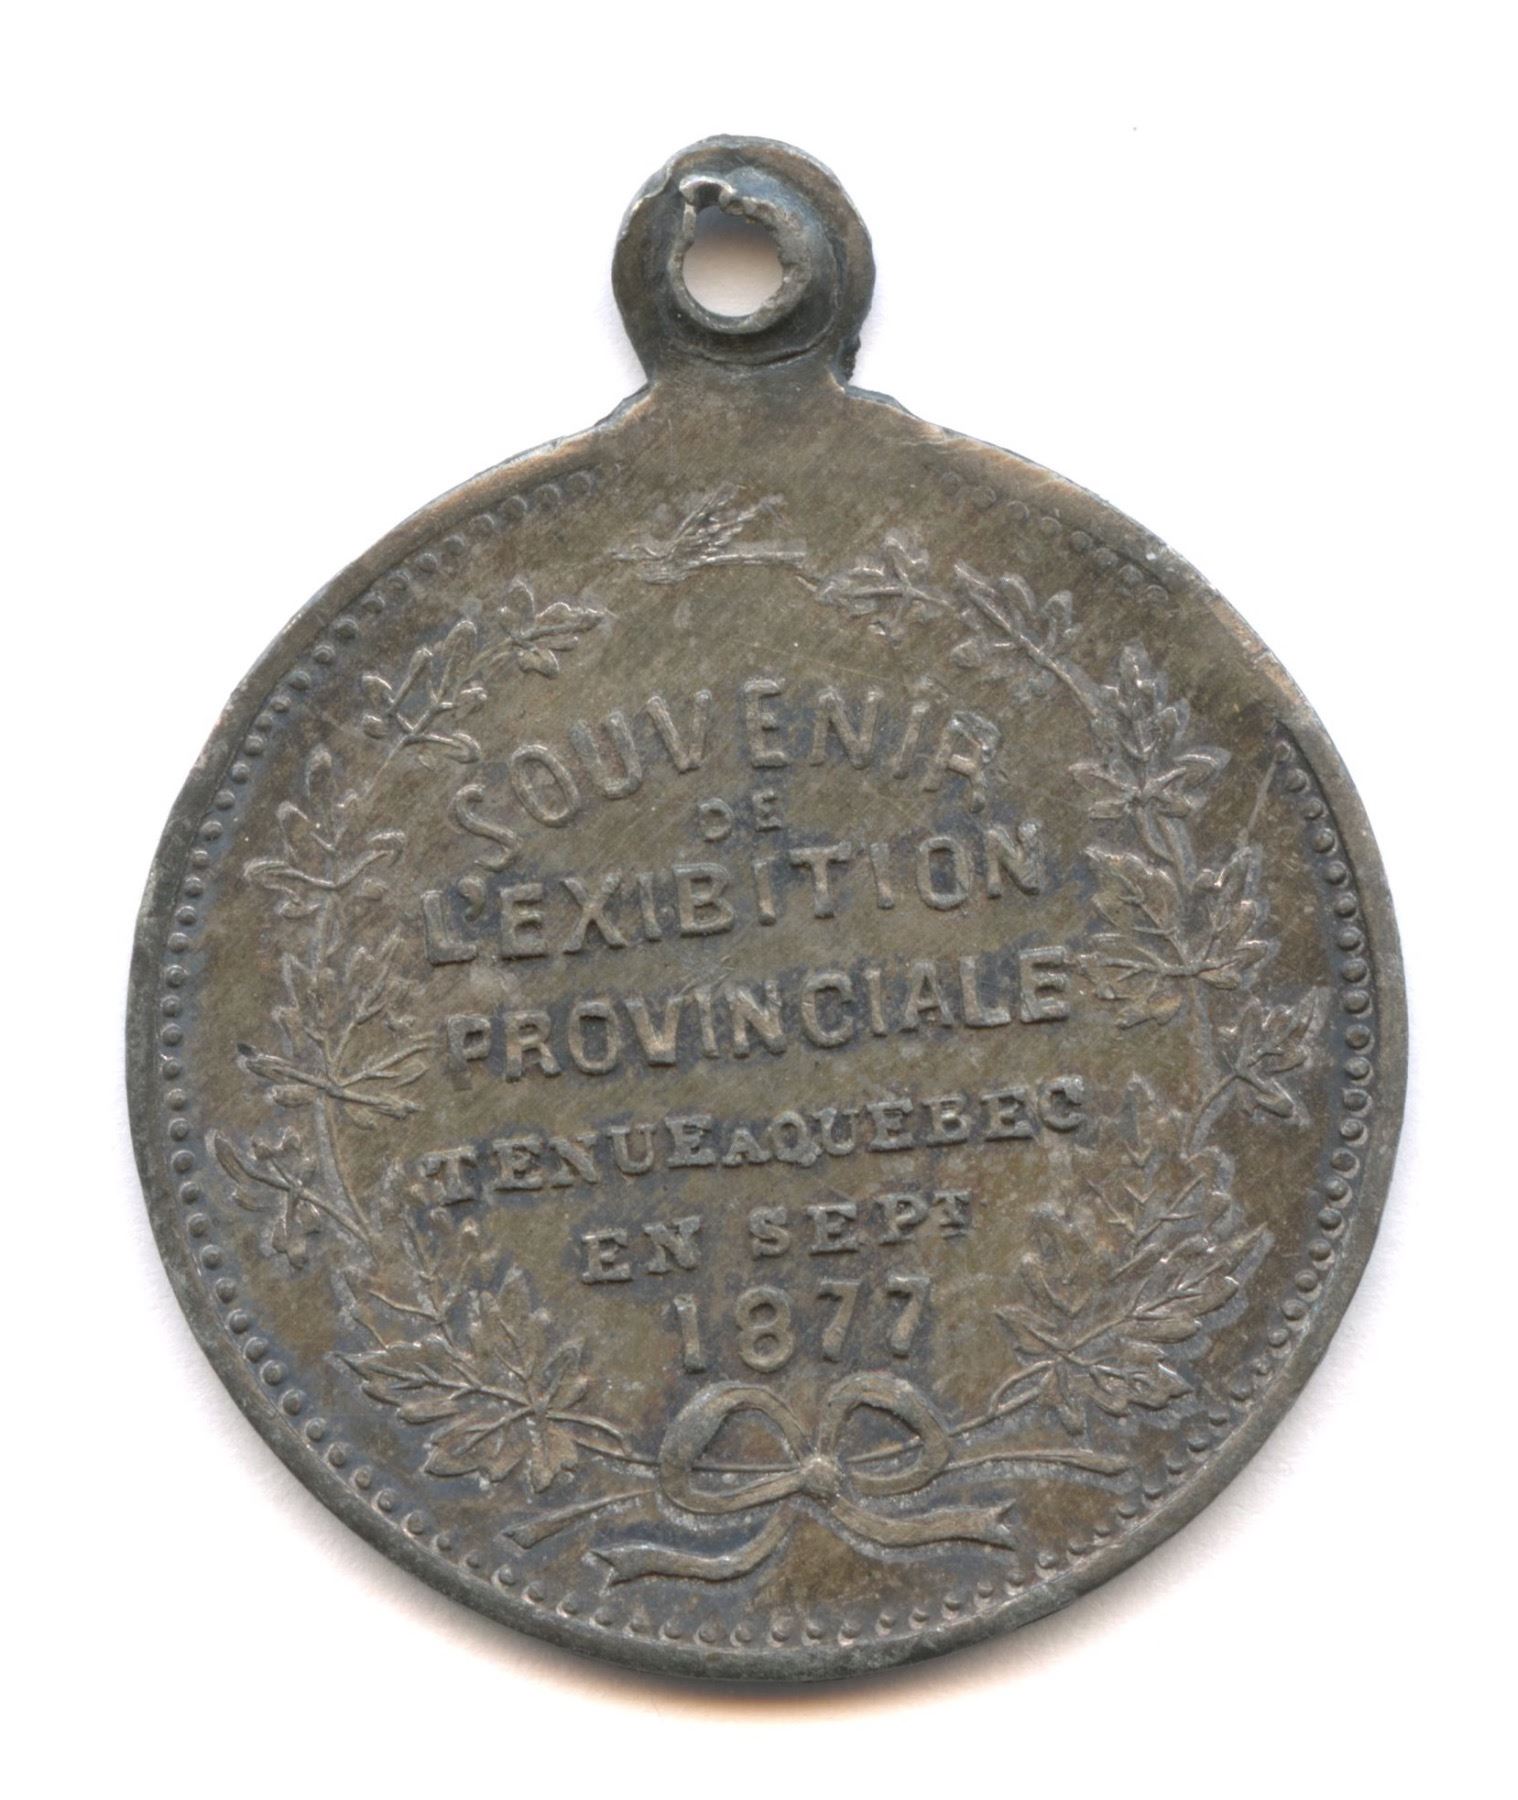 SOUVENIR
DE
L'EXIBITION
PROVINCIALE
TENUE A QUEBEC
EN SEPT
1877